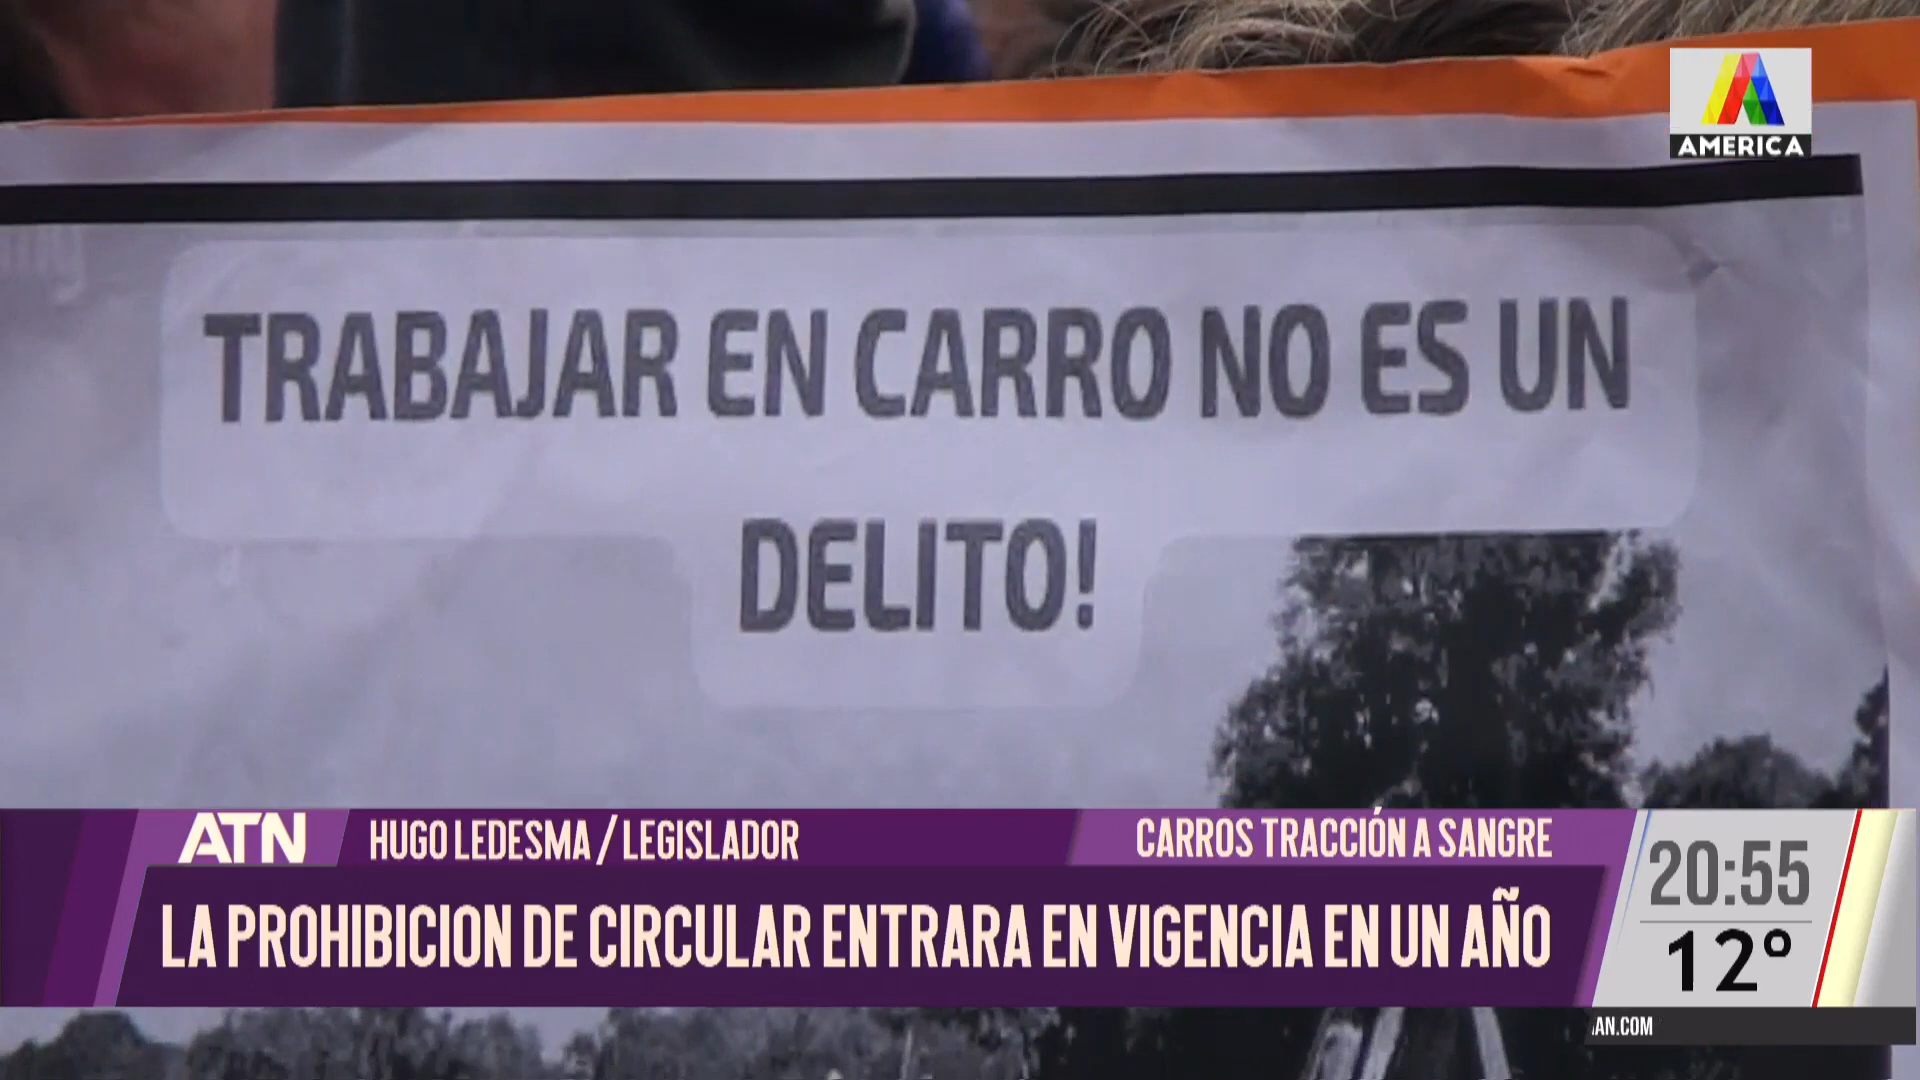 AMERICA
TRABAJAR EN CARRO NO ES UN
DELITO!
ATN
HUGO LEDESMA / LEGISLADOR
CARROS TRACCIÓN A SANGRE
LA PROHIBICION DE CIRCULAR ENTRARA EN VIGENCIA EN UN AÑO
20:55
12°
AN.COM